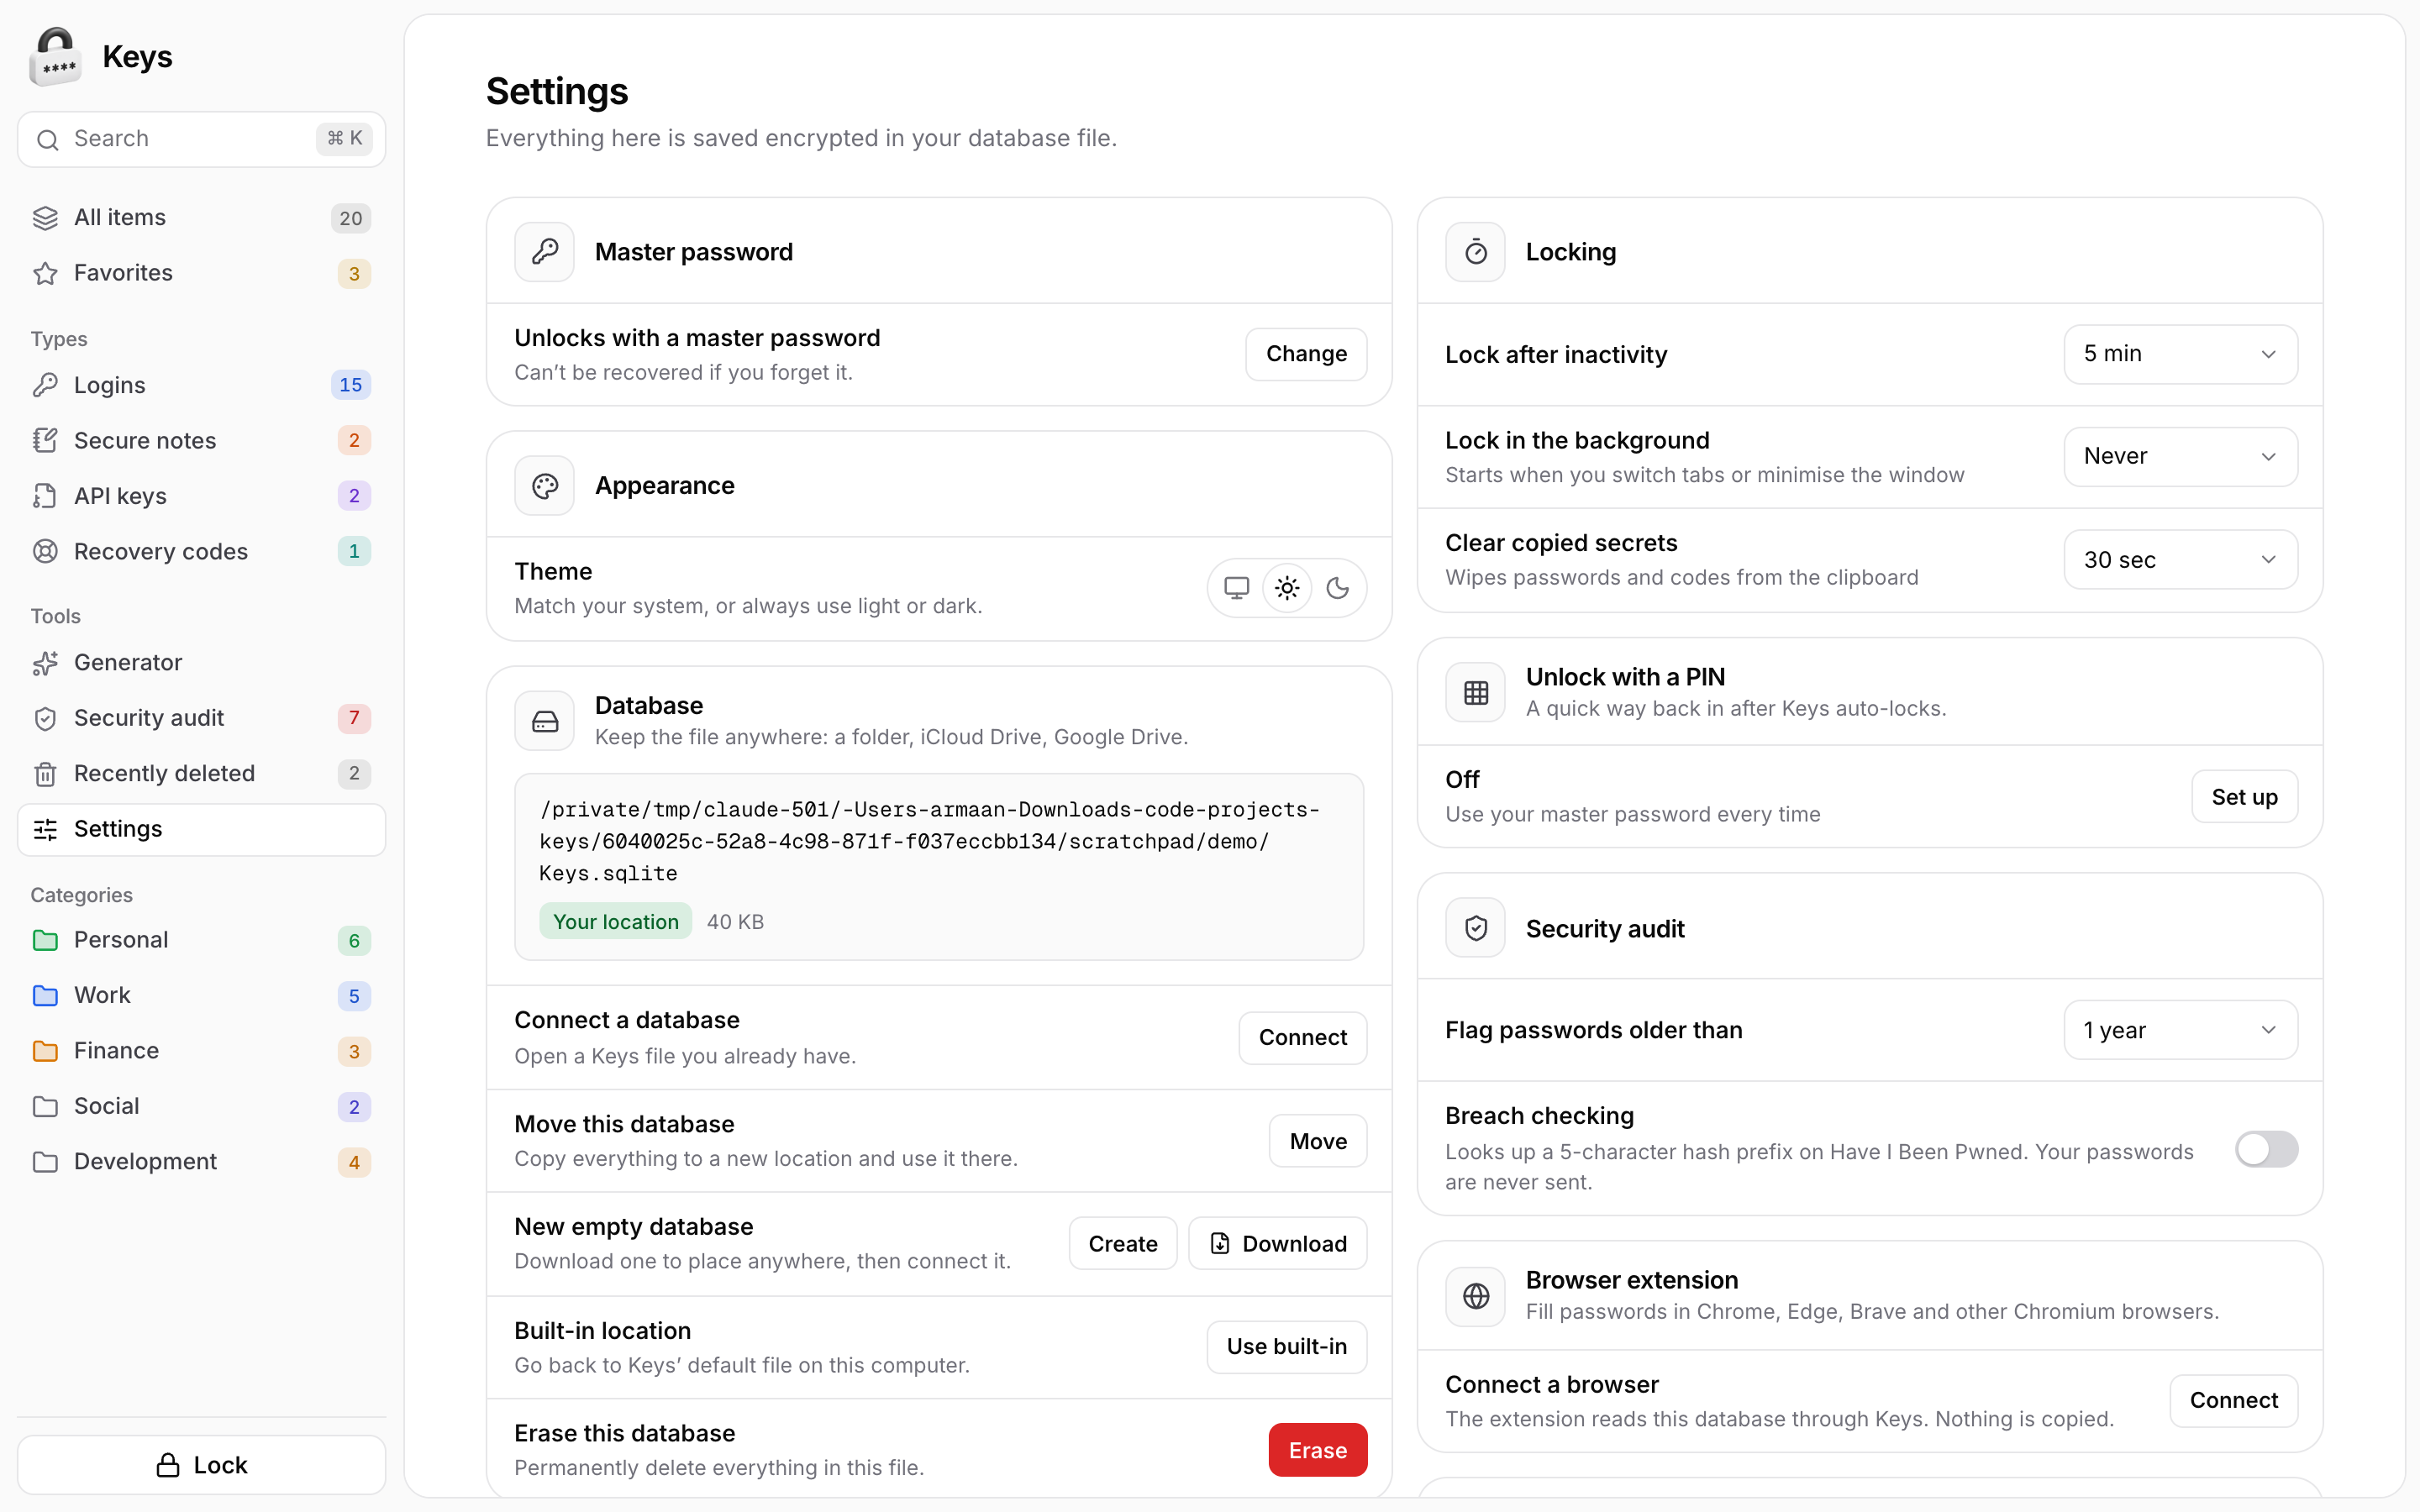 ****
Keys
Search
⌘ K
All items
20
Favorites
3
Types
Logins
15
Secure notes
2
API keys
2
Recovery codes
1
Tools
Generator
Security audit
7
Recently deleted
2
Settings
Categories
Personal
6
Work
5
Finance
3
Social
2
Development
4
Lock
Settings
Everything here is saved encrypted in your database file.
Master password
Unlocks with a master password
Can’t be recovered if you forget it.
Change
Appearance
Theme
Match your system, or always use light or dark.
Database
Keep the file anywhere: a folder, iCloud Drive, Google Drive.
/private/tmp/claude-501/-Users-armaan-Downloads-code-projects-
keys/6040025c-52a8-4c98-871f-f037eccbb134/scratchpad/demo/
Keys.sqlite
Your location
40 KB
Connect a database
Open a Keys file you already have.
Connect
Move this database
Copy everything to a new location and use it there.
Move
New empty database
Download one to place anywhere, then connect it.
Create
Download
Built-in location
Go back to Keys’ default file on this computer.
Use built-in
Erase this database
Permanently delete everything in this file.
Erase
Locking
Lock after inactivity
5 min
Lock in the background
Starts when you switch tabs or minimise the window
Never
Clear copied secrets
Wipes passwords and codes from the clipboard
30 sec
Unlock with a PIN
A quick way back in after Keys auto-locks.
Off
Use your master password every time
Set up
Security audit
Flag passwords older than
1 year
Breach checking
Looks up a 5-character hash prefix on Have I Been Pwned. Your passwords
are never sent.
Browser extension
Fill passwords in Chrome, Edge, Brave and other Chromium browsers.
Connect a browser
The extension reads this database through Keys. Nothing is copied.
Connect